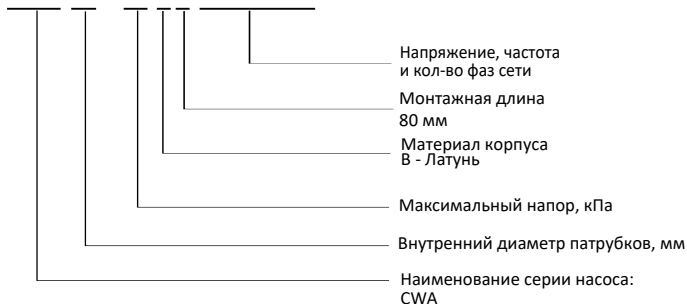 Напряжение, частота
и кол-во фаз сети
Монтажная длина
80 мм
Материал корпуса
В - Латунь
Максимальный напор, кПа
Внутренний диаметр патрубков, мм
Наименование серии насоса:
CWA